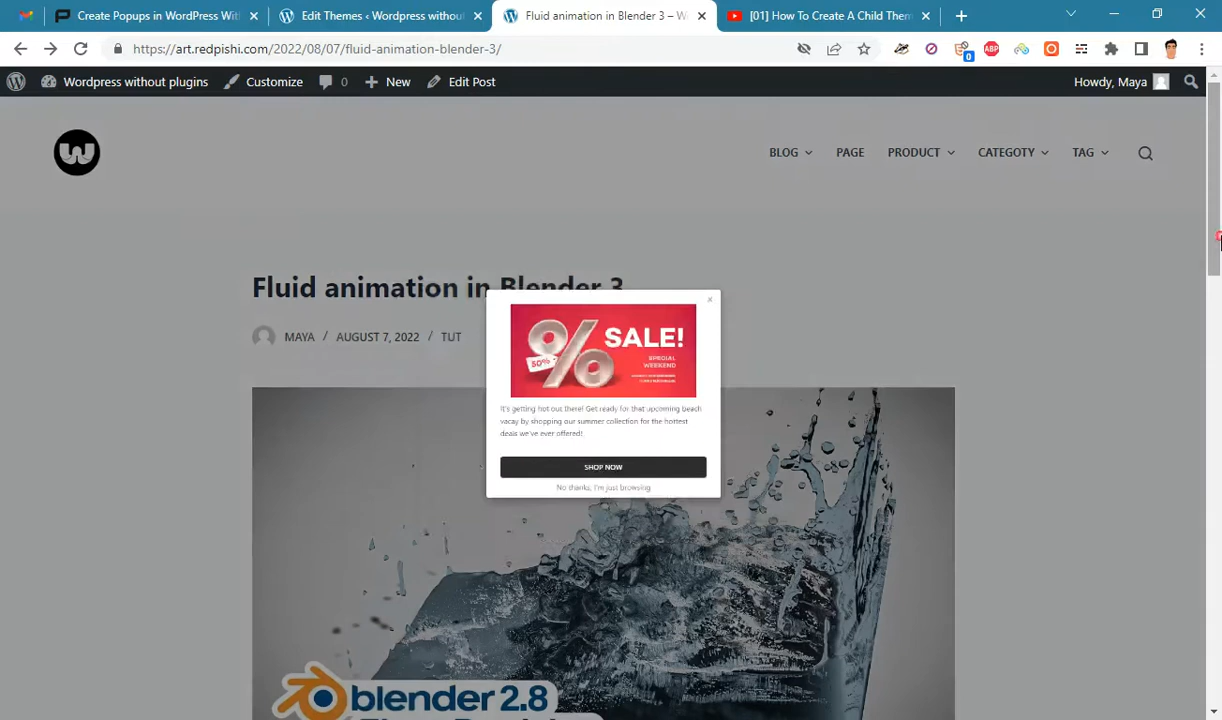 Create Popups in WordPress Wit
Edit Themes ‹ Wordpress without
Fluid animation in Blender 3 – W
[01] How To Create A Child Them
https://art.redpishi.com/2022/08/07/fluid-animation-blender-3/
0
ABP
Wordpress without plugins
Customize
0
New
Edit Post
Howdy, Maya
W
BLOG
PAGE
PRODUCT
CATEGOTY
TAG
Fluid animation in Blender 3
MAYA / AUGUST 7, 2022 / TUT
×
% SALE!
50%
SPECIAL
WEEKEND
It's getting hot out there! Get ready for that upcoming beach
vacay by shopping our summer collection for the hottest
deals we've ever offered!
SHOP NOW
No thanks, I'm just browsing
blender 2.8